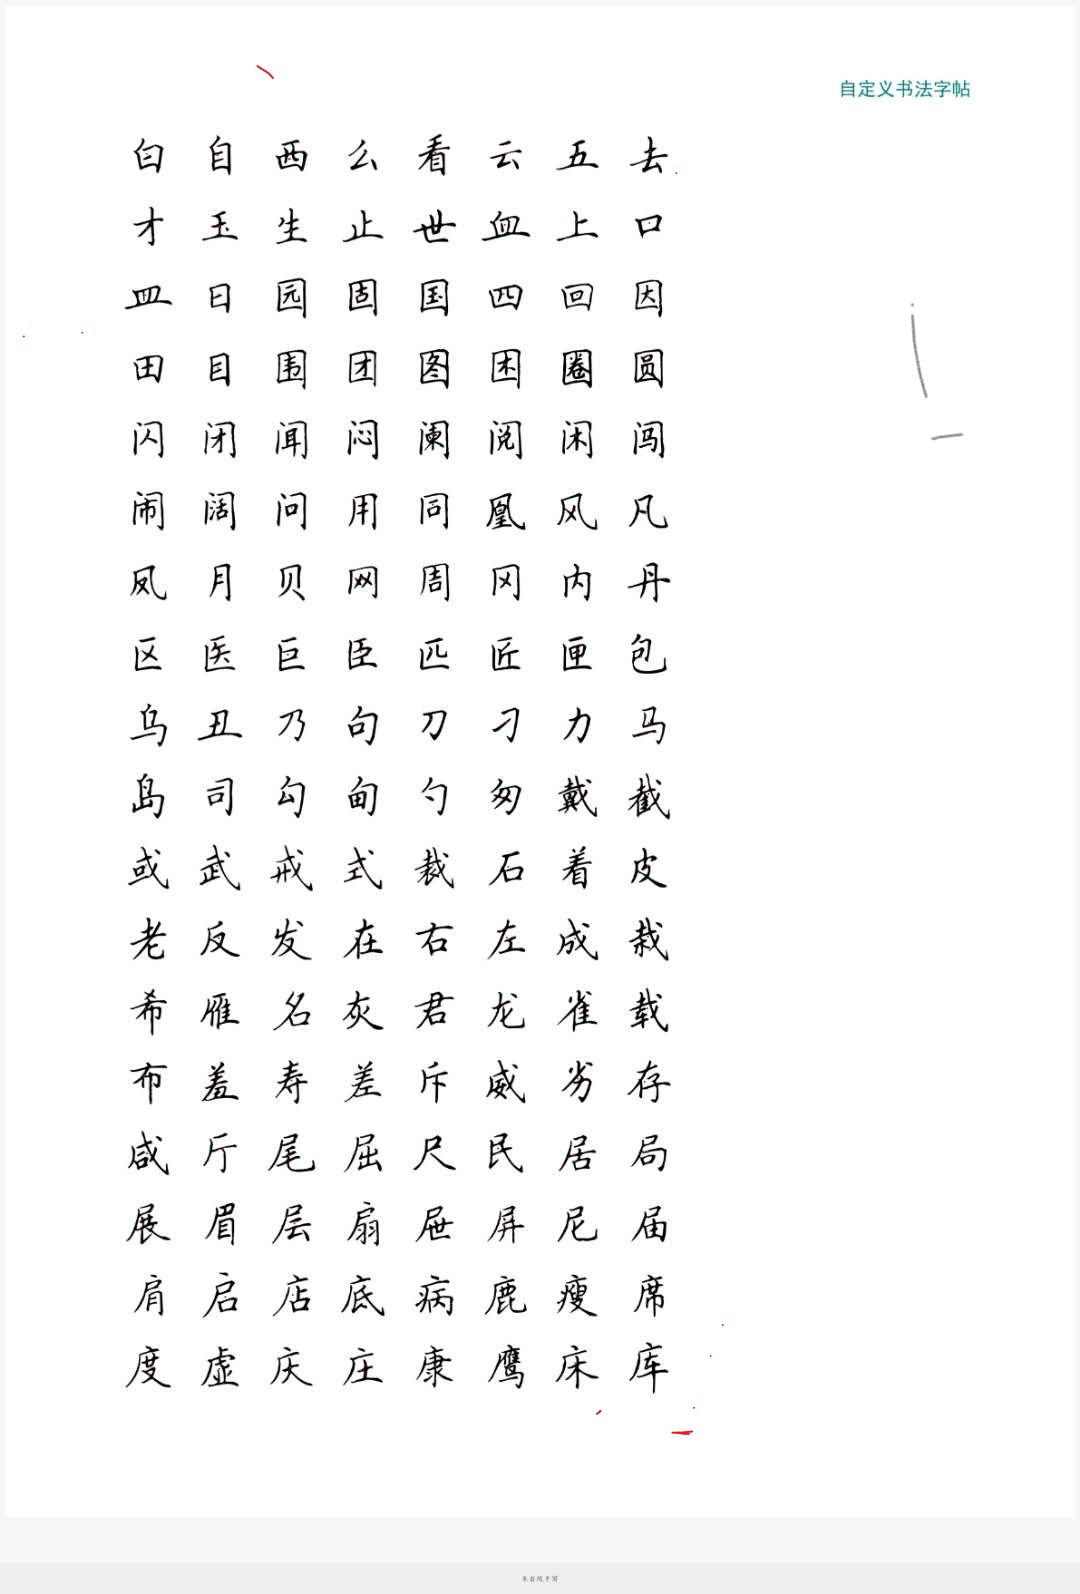 自定义书法字帖
白自西么看云五去
才玉生止世血上口
皿日园固国四回因
田目围团图困圈圆
闪闭闻闷阑阅闲闯
闹阔问用同凰风凡
凤月贝网周冈内丹
区医巨臣匹匠匣包
乌丑乃句刀刁力马
岛司勾甸勺匆戴截
或武戒式裁石着皮
老反发在右左成栽
希雁名灰君龙雀载
布羞寿差斥威劣存
咸厅尾屈尺民居局
展眉层扇屉屏尼届
肩启店底病鹿瘦席
度虚庆庄康鹰床库
来自纸手写